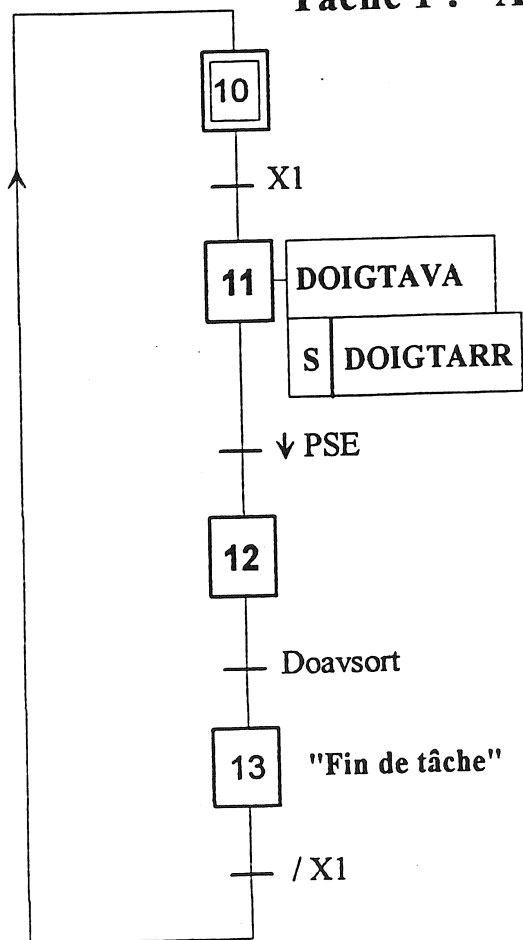 Tâche 1 : "A
10
X1
11 DOIGTAVA
S DOIGTARR
↓ PSE
12
Doavsort
13 "Fin de tâche"
/ X1